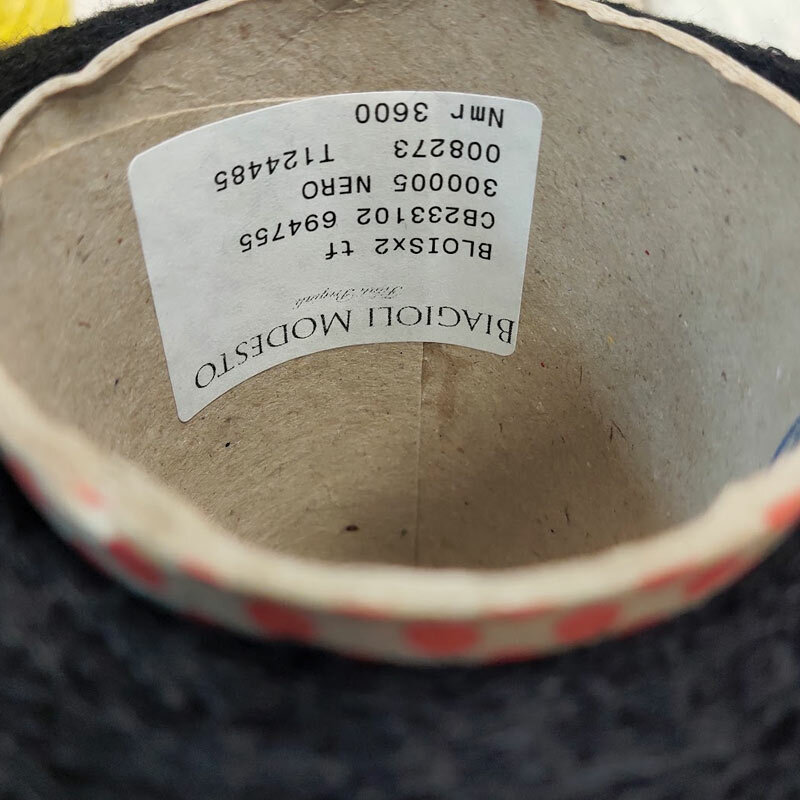 BIAGIOLI MODESTO
BLOISx2 tf
CB233102 694755
300005 NERO
008273 T124485
Nmr 3600